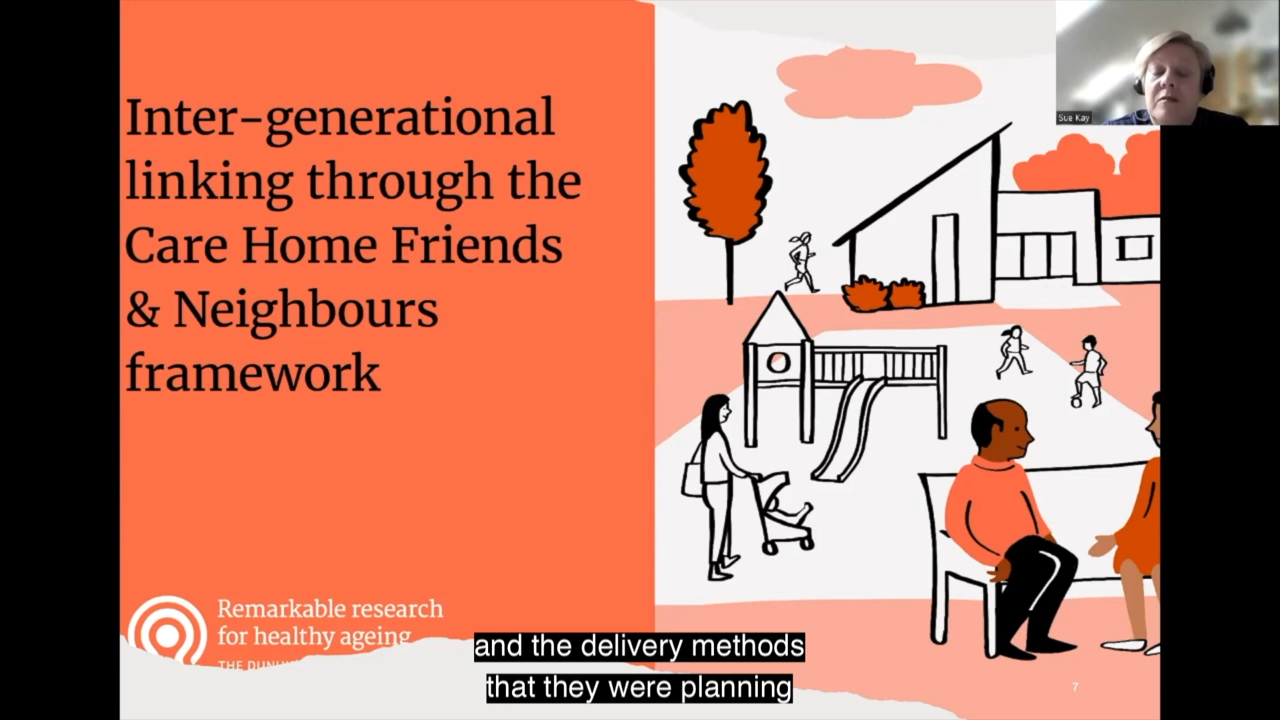 Inter-generational
linking through the
Care Home Friends
& Neighbours
framework
Sue Kay
Remarkable research
for healthy ageing
THE
and the delivery methods
that they were planning
7